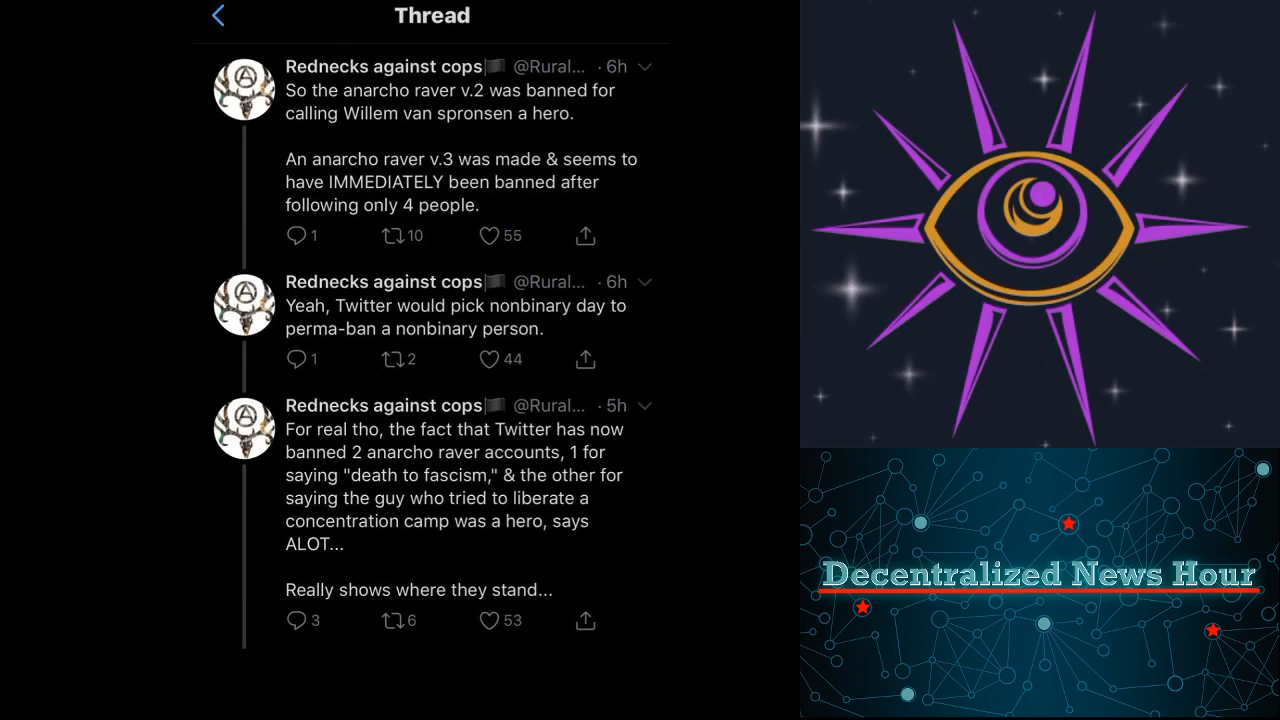 Thread
Rednecks against cops🏴 @Rural... · 6h
So the anarcho raver v.2 was banned for
calling Willem van spronsen a hero.
An anarcho raver v.3 was made & seems to
have IMMEDIATELY been banned after
following only 4 people.
1 10 55
Rednecks against cops🏴 @Rural... · 6h
Yeah, Twitter would pick nonbinary day to
perma-ban a nonbinary person.
1 2 44
Rednecks against cops🏴 @Rural... · 5h
For real tho, the fact that Twitter has now
banned 2 anarcho raver accounts, 1 for
saying "death to fascism," & the other for
saying the guy who tried to liberate a
concentration camp was a hero, says
ALOT...
Really shows where they stand...
3 6 53
Decentralized News Hour